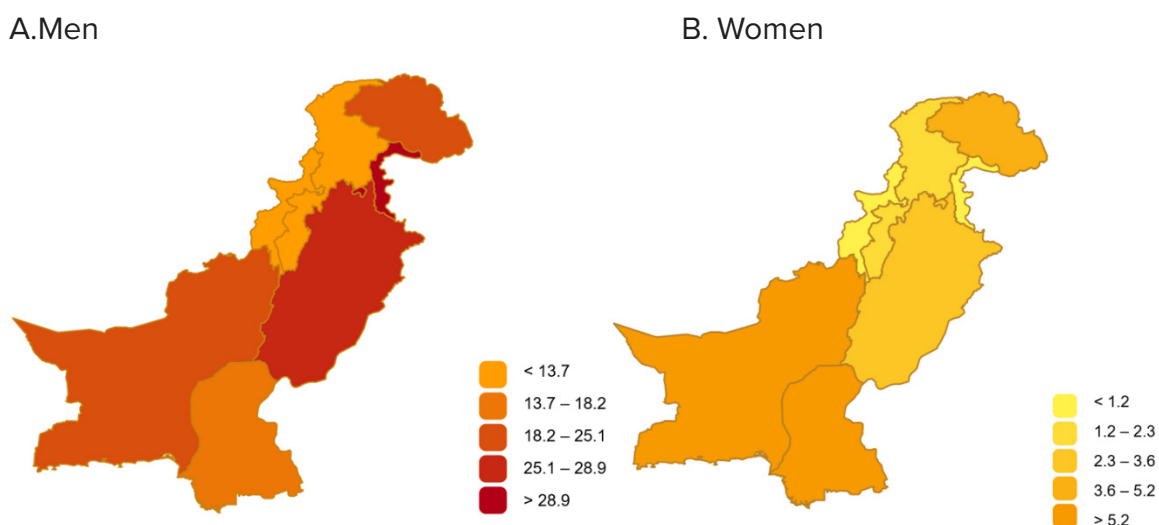 A.Men
B. Women
< 13.7
13.7 – 18.2
18.2 – 25.1
25.1 – 28.9
> 28.9
< 1.2
1.2 – 2.3
2.3 – 3.6
3.6 – 5.2
> 5.2